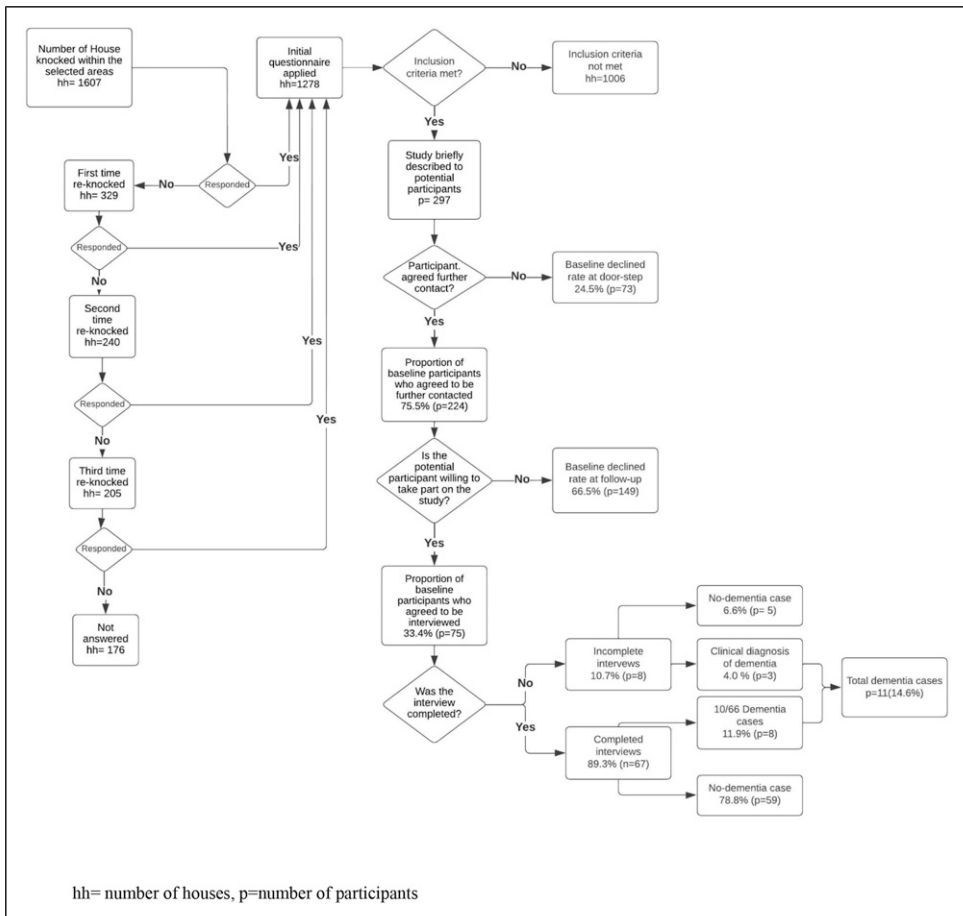 Number of House
knocked within the
selected areas
hh= 1607
Initial
questionnaire
applied
hh=1278
Inclusion
criteria met?
No
Inclusion criteria
not met
hh=1006
Yes
Study briefly
described to
potential
participants
p= 297
Yes
Responded
No
First time
re-knocked
hh= 329
Responded
Yes
No
Second
time
re-knocked
hh=240
Responded
Yes
No
Third time
re-knocked
hh= 205
Responded
Yes
No
Not
answered
hh= 176
Participant.
agreed further
contact?
No
Baseline declined
rate at door-step
24.5% (p=73)
Yes
Proportion of
baseline participants
who agreed to be
further contacted
75.5% (p=224)
Is the
potential
participant willing to
take part on the
study?
No
Baseline declined
rate at follow-up
66.5% (p=149)
Yes
Proportion of
baseline
participants who
agreed to be
interviewed
33.4% (p=75)
Was the
interview
completed?
No
Incomplete
intervews
10.7% (p=8)
No-dementia case
6.6% (p= 5)
Clinical diagnosis
of dementia
4.0 % (p=3)
Yes
Completed
interviews
89.3% (n=67)
10/66 Dementia
cases
11.9% (p=8)
No-dementia case
78.8% (p=59)
Total dementia cases
p=11(14.6%)
hh= number of houses, p=number of participants